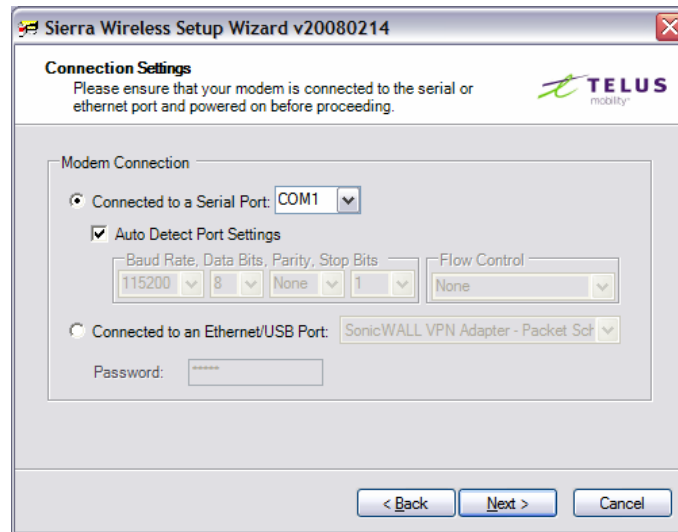 Sierra Wireless Setup Wizard v20080214
Connection Settings
Please ensure that your modem is connected to the serial or
ethernet port and powered on before proceeding.
TELUS
mobility
Modem Connection
Connected to a Serial Port: COM1
Auto Detect Port Settings
Baud Rate, Data Bits, Parity, Stop Bits Flow Control
115200 8 None 1 None
Connected to an Ethernet/USB Port: SonicWALL VPN Adapter - Packet Sch
Password: *****
< Back Next > Cancel